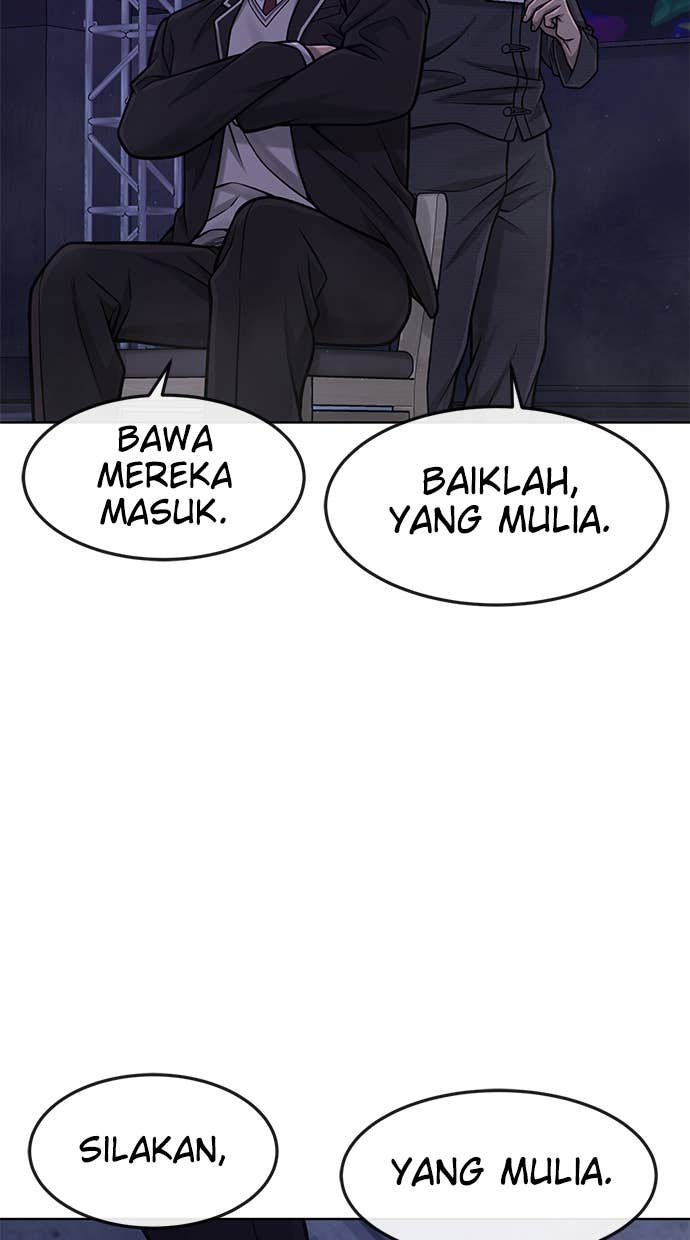 BAWA
MEREKA
MASUK.
BAIKLAH,
YANG MULIA.
SILAKAN,
YANG MULIA.